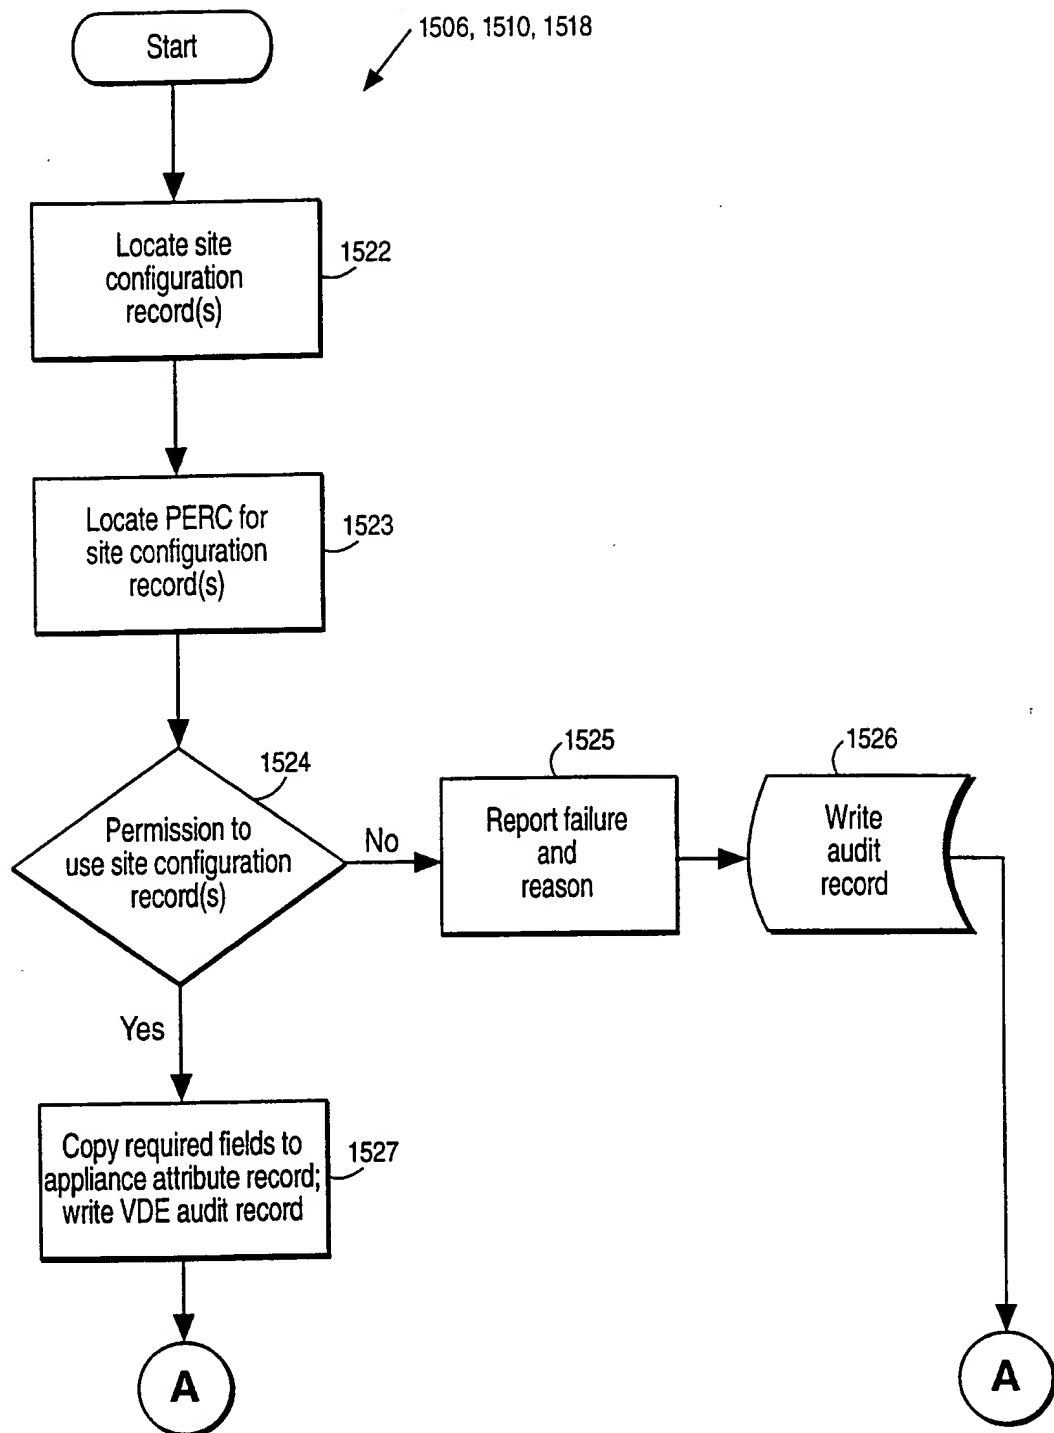 Start
1506, 1510, 1518
Locate site
configuration
record(s)
1522
Locate PERC for
site configuration
record(s)
1523
Permission to
use site configuration
record(s)
1524
No
Report failure
and
reason
1525
Write
audit
record
1526
Yes
Copy required fields to
appliance attribute record;
write VDE audit record
1527
A
A